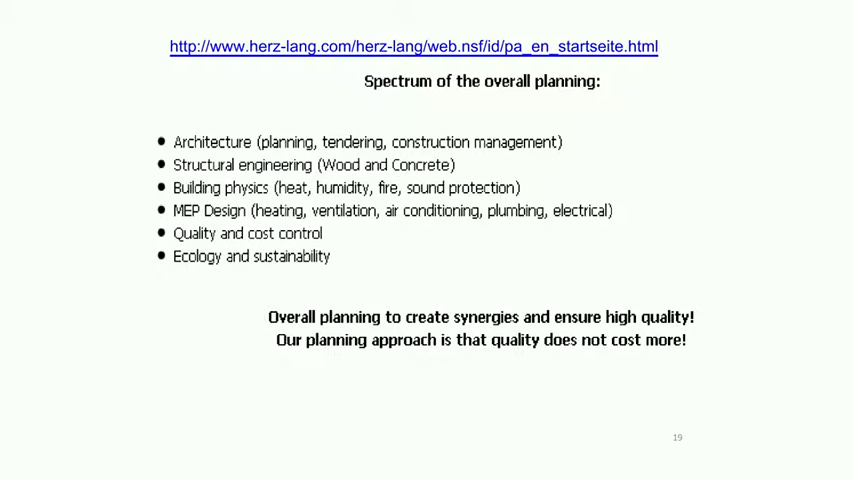 http://www.herz-lang.com/herz-lang/web.nsf/id/pa_en_startseite.html
Spectrum of the overall planning:
● Architecture (planning, tendering, construction management)
● Structural engineering (Wood and Concrete)
● Building physics (heat, humidity, fire, sound protection)
● MEP Design (heating, ventilation, air conditioning, plumbing, electrical)
● Quality and cost control
● Ecology and sustainability
Overall planning to create synergies and ensure high quality!
Our planning approach is that quality does not cost more!
19